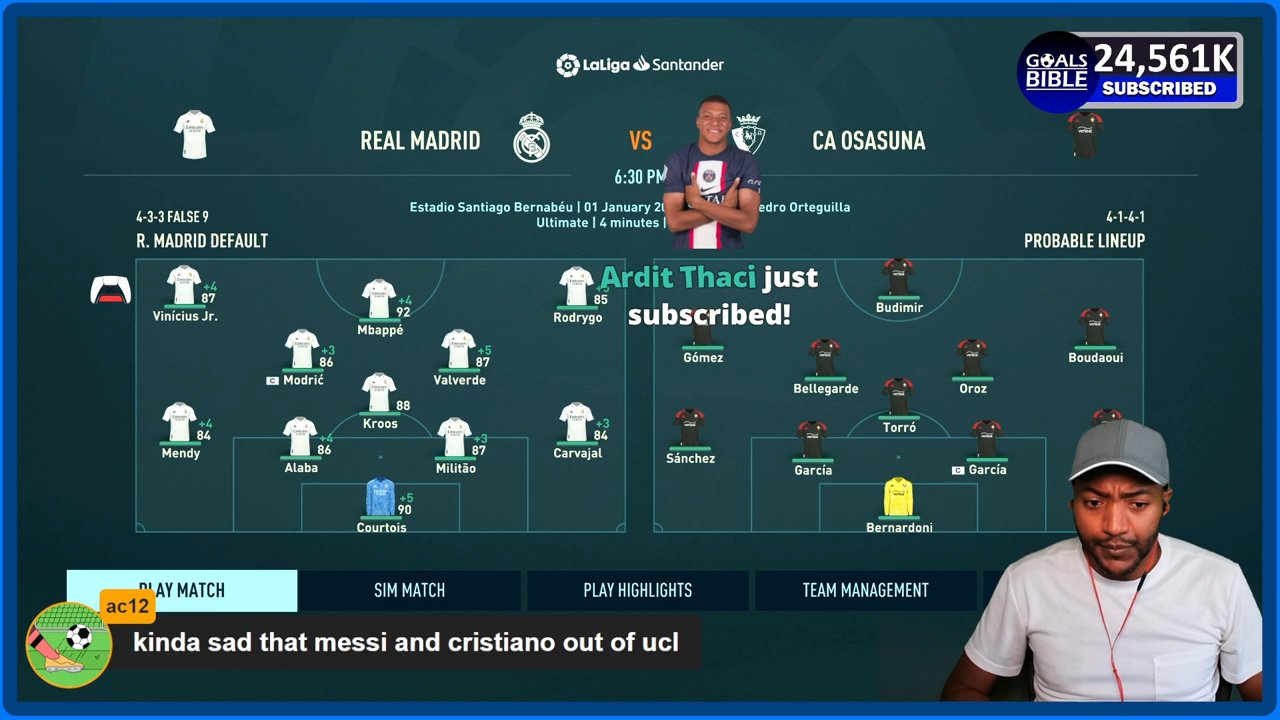 LaLiga Santander
GOALS BIBLE
24,561K
SUBSCRIBED
REAL MADRID
VS
CA OSASUNA
6:30 PM
Estadio Santiago Bernabéu | 01 January
Orteguilla
Ultimate | 4 minutes |
4-3-3 FALSE 9
R. MADRID DEFAULT
4-1-4-1
PROBABLE LINEUP
Ardit Thaci just
subscribed!
+4
87
Vinícius Jr.
+4
92
Mbappé
85
Rodrygo
+3
86
C Modrić
+5
87
Valverde
88
Kroos
+4
84
Mendy
+4
86
Alaba
+3
87
Militão
+3
84
Carvajal
+5
90
Courtois
Budimir
Gómez
Bellegarde
Oroz
Boudaoui
Torró
Sánchez
García
C García
Bernardoni
PLAY MATCH
SIM MATCH
PLAY HIGHLIGHTS
TEAM MANAGEMENT
ac12
kinda sad that messi and cristiano out of ucl